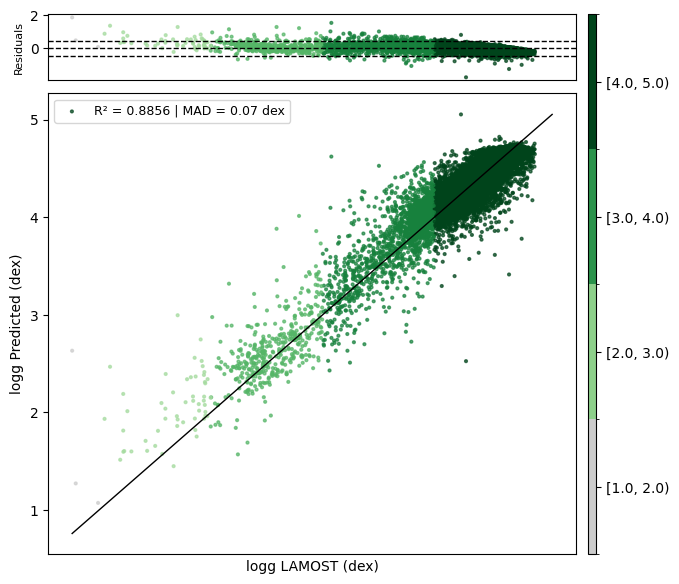 2
0
Residuals
R² = 0.8856 | MAD = 0.07 dex
5
4
3
2
1
logg Predicted (dex)
logg LAMOST (dex)
[4.0, 5.0)
[3.0, 4.0)
[2.0, 3.0)
[1.0, 2.0)